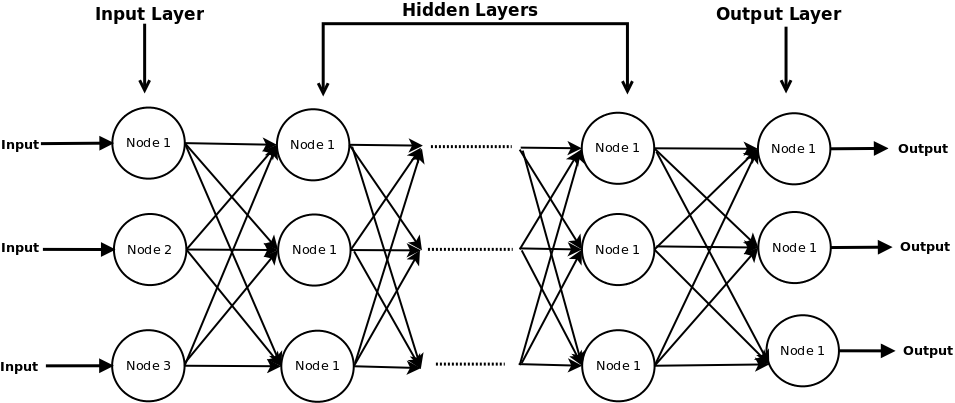 Input Layer
Hidden Layers
Output Layer
Input
Node 1
Node 1
Node 1
Node 1
Output
Input
Node 2
Node 1
Node 1
Node 1
Output
Input
Node 3
Node 1
Node 1
Node 1
Output